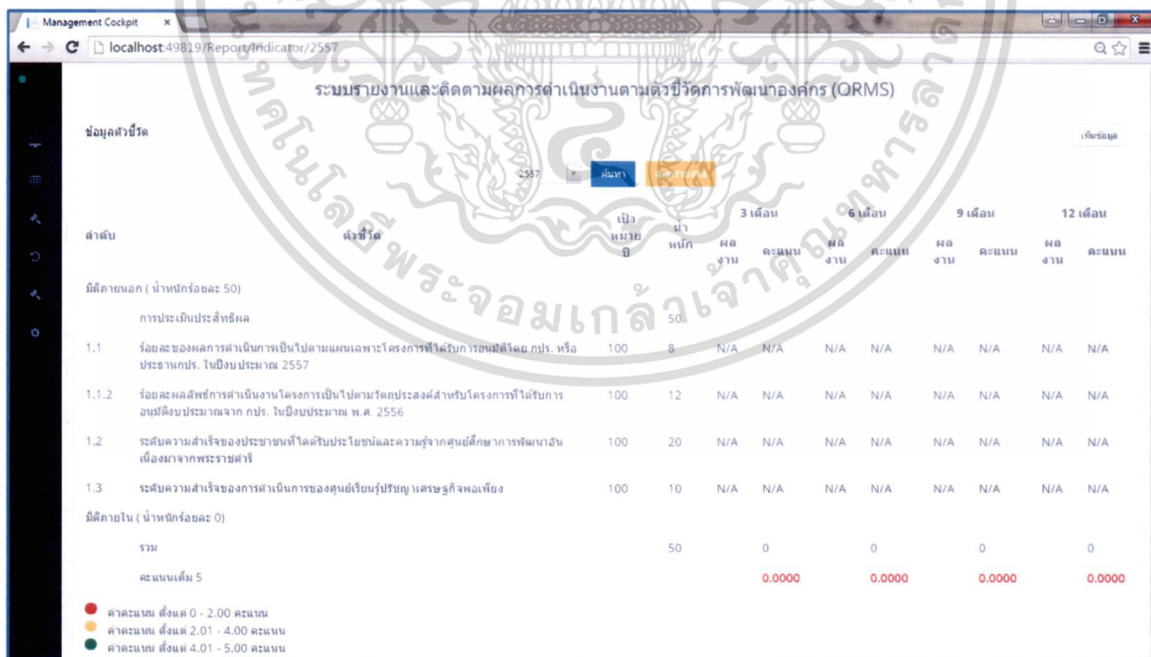 Management Cockpit
localhost:49819/Report/Indicator/2557
ระบบรายงานและติดตามผลการดำเนินงานตามตัวชี้วัดการพัฒนาองค์กร (ORMS)
ข้อมูลตัวชี้วัด
เพิ่มข้อมูล
2557 ค้นหา
3 เดือน 6 เดือน 9 เดือน 12 เดือน
ลำดับ ตัวชี้วัด เป้าหมายปี น้ำหนัก ผลงาน คะแนน ผลงาน คะแนน ผลงาน คะแนน ผลงาน คะแนน
มิติภายนอก ( น้ำหนักร้อยละ 50)
การประเมินประสิทธิผล 50
1.1 ร้อยละของผลการดำเนินการเป็นไปตามแผนเฉพาะโครงการที่ได้รับการอนุมัติโดย กปร. หรือ 100 8 N/A N/A N/A N/A N/A N/A N/A N/A
ประธานกปร. ในปีงบประมาณ 2557
1.1.2 ร้อยละผลลัพธ์การดำเนินงานโครงการเป็นไปตามวัตถุประสงค์สำหรับโครงการที่ได้รับการ 100 12 N/A N/A N/A N/A N/A N/A N/A N/A
อนุมัติงบประมาณจาก กปร. ในปีงบประมาณ พ.ศ. 2556
1.2 ระดับความสำเร็จของประชาชนที่ได้รับประโยชน์และความรู้จากศูนย์ศึกษาการพัฒนาอัน 100 20 N/A N/A N/A N/A N/A N/A N/A N/A
เนื่องมาจากพระราชดำริ
1.3 ระดับความสำเร็จของการดำเนินการของศูนย์เรียนรู้ปรัชญาเศรษฐกิจพอเพียง 100 10 N/A N/A N/A N/A N/A N/A N/A N/A
มิติภายใน ( น้ำหนักร้อยละ 0)
รวม 50 0 0 0 0
คะแนนเต็ม 5 0.0000 0.0000 0.0000 0.0000
ค่าคะแนน ตั้งแต่ 0 - 2.00 คะแนน
ค่าคะแนน ตั้งแต่ 2.01 - 4.00 คะแนน
ค่าคะแนน ตั้งแต่ 4.01 - 5.00 คะแนน